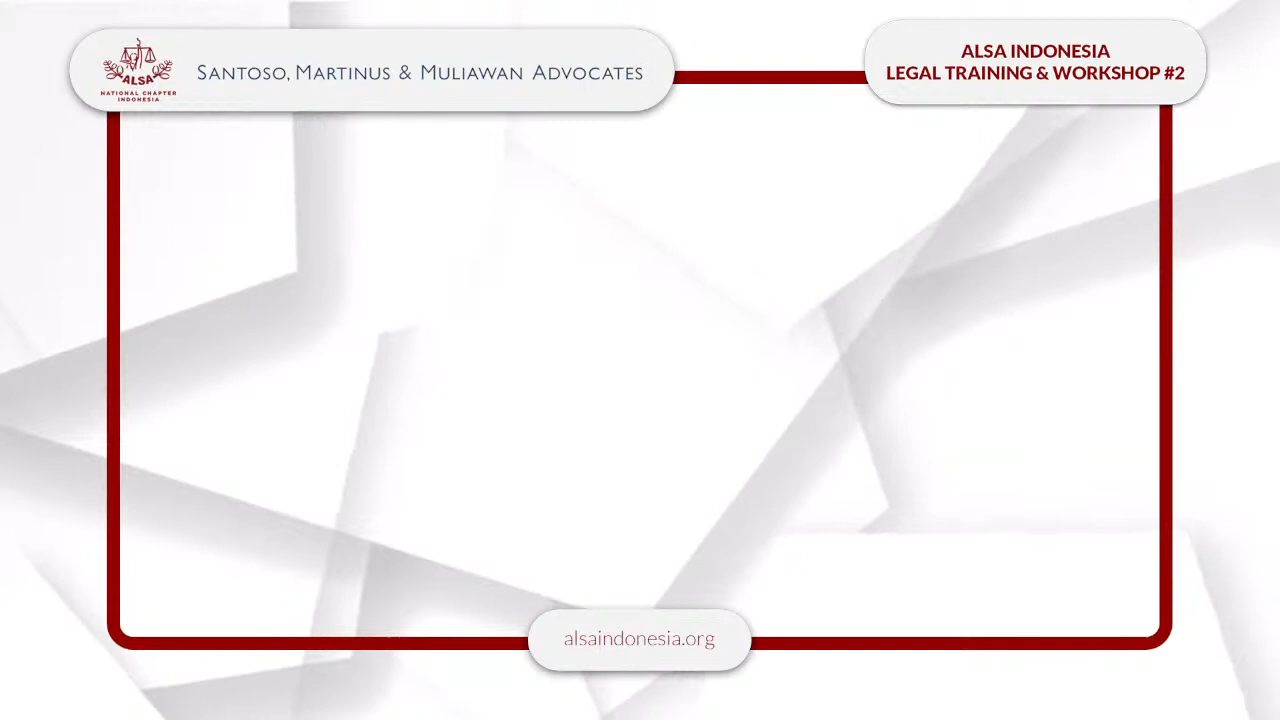 ALSA
NATIONAL CHAPTER
INDONESIA
SANTOSO, MARTINUS & MULIAWAN ADVOCATES
ALSA INDONESIA
LEGAL TRAINING & WORKSHOP #2
alsaindonesia.org